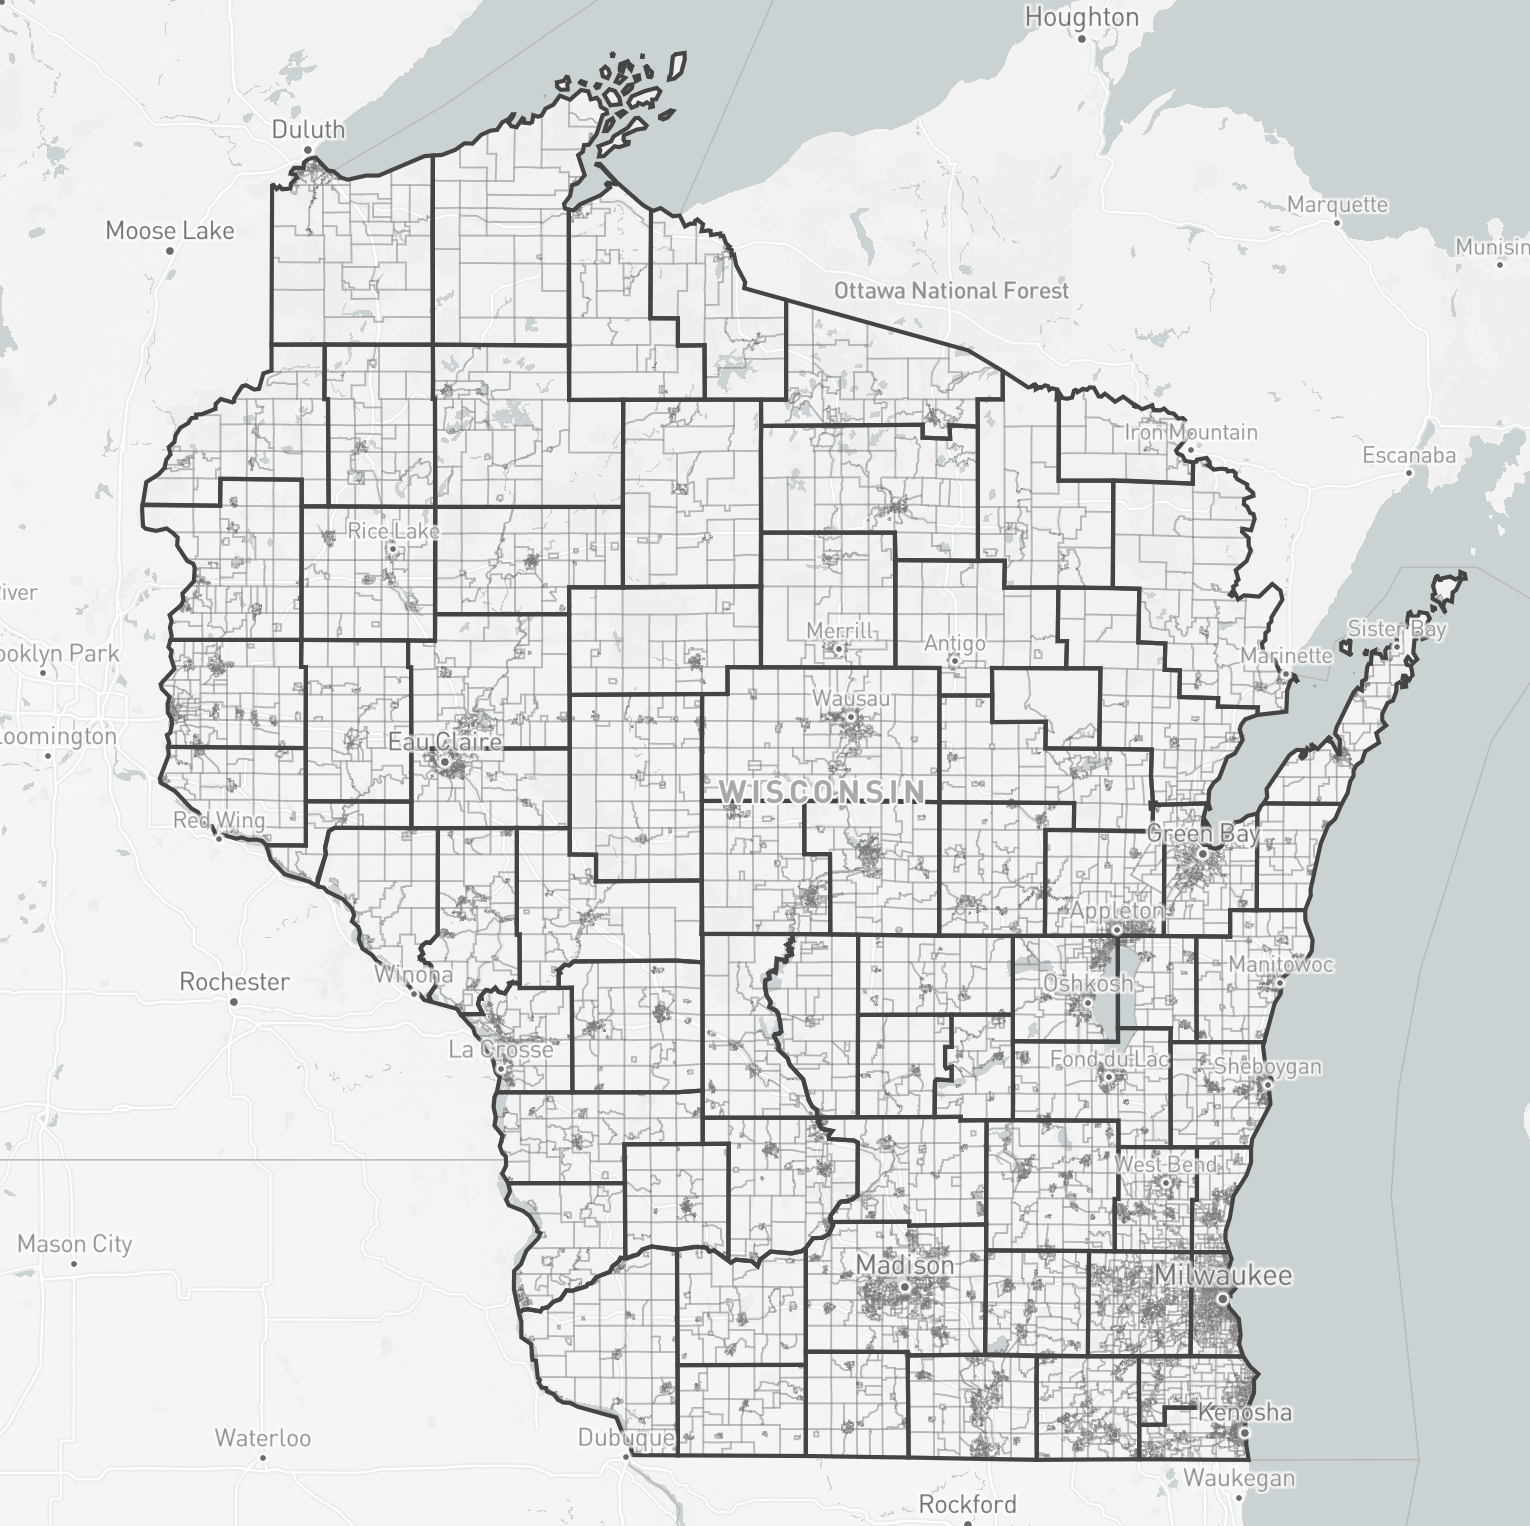 Houghton
Duluth
Marquette
Moose Lake
Munisin
Ottawa National Forest
Iron Mountain
Escanaba
Rice Lake
River
Sister Bay
Merrill
Antigo
ooklyn Park
Marinette
Wausau
loomington
Eau Claire
WISCONSIN
Red Wing
Green Bay
Appleton
Manitowoc
Winona
Rochester
Oshkosh
La Crosse
Fond du Lac
Sheboygan
West Bend
Mason City
Madison
Milwaukee
Kenosha
Waterloo
Dubuque
Waukegan
Rockford